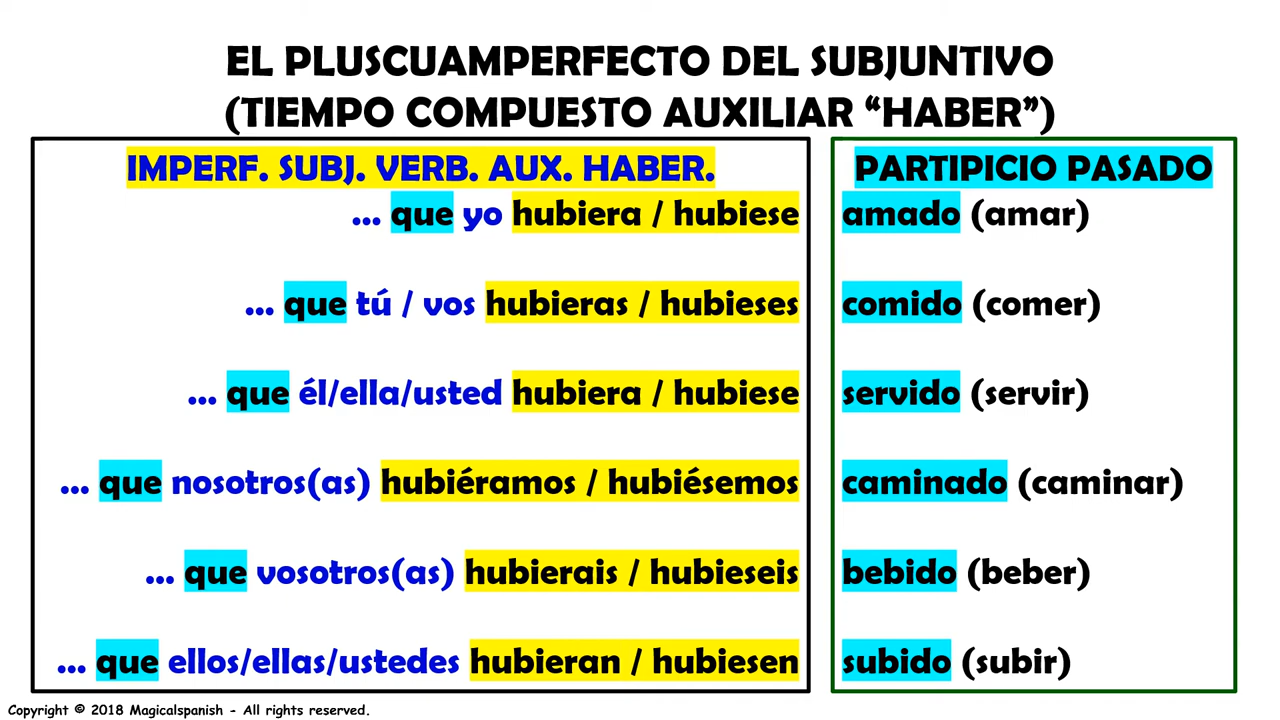 EL PLUSCUAMPERFECTO DEL SUBJUNTIVO
(TIEMPO COMPUESTO AUXILIAR “HABER”)
IMPERF. SUBJ. VERB. AUX. HABER.
... que yo hubiera / hubiese
... que tú / vos hubieras / hubieses
... que él/ella/usted hubiera / hubiese
... que nosotros(as) hubiéramos / hubiésemos
... que vosotros(as) hubierais / hubieseis
... que ellos/ellas/ustedes hubieran / hubiesen
PARTIPICIO PASADO
amado (amar)
comido (comer)
servido (servir)
caminado (caminar)
bebido (beber)
subido (subir)
Copyright © 2018 Magicalspanish - All rights reserved.